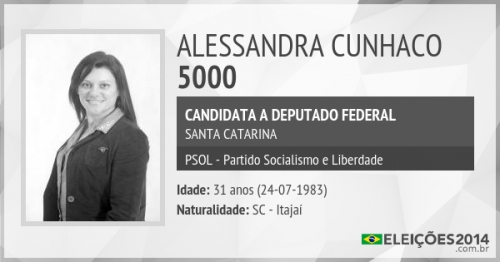 ALESSANDRA CUNHACO
5000
CANDIDATA A DEPUTADO FEDERAL
SANTA CATARINA
PSOL - Partido Socialismo e Liberdade
Idade: 31 anos (24-07-1983)
Naturalidade: SC - Itajaí
ELEIÇÕES2014
.com.br